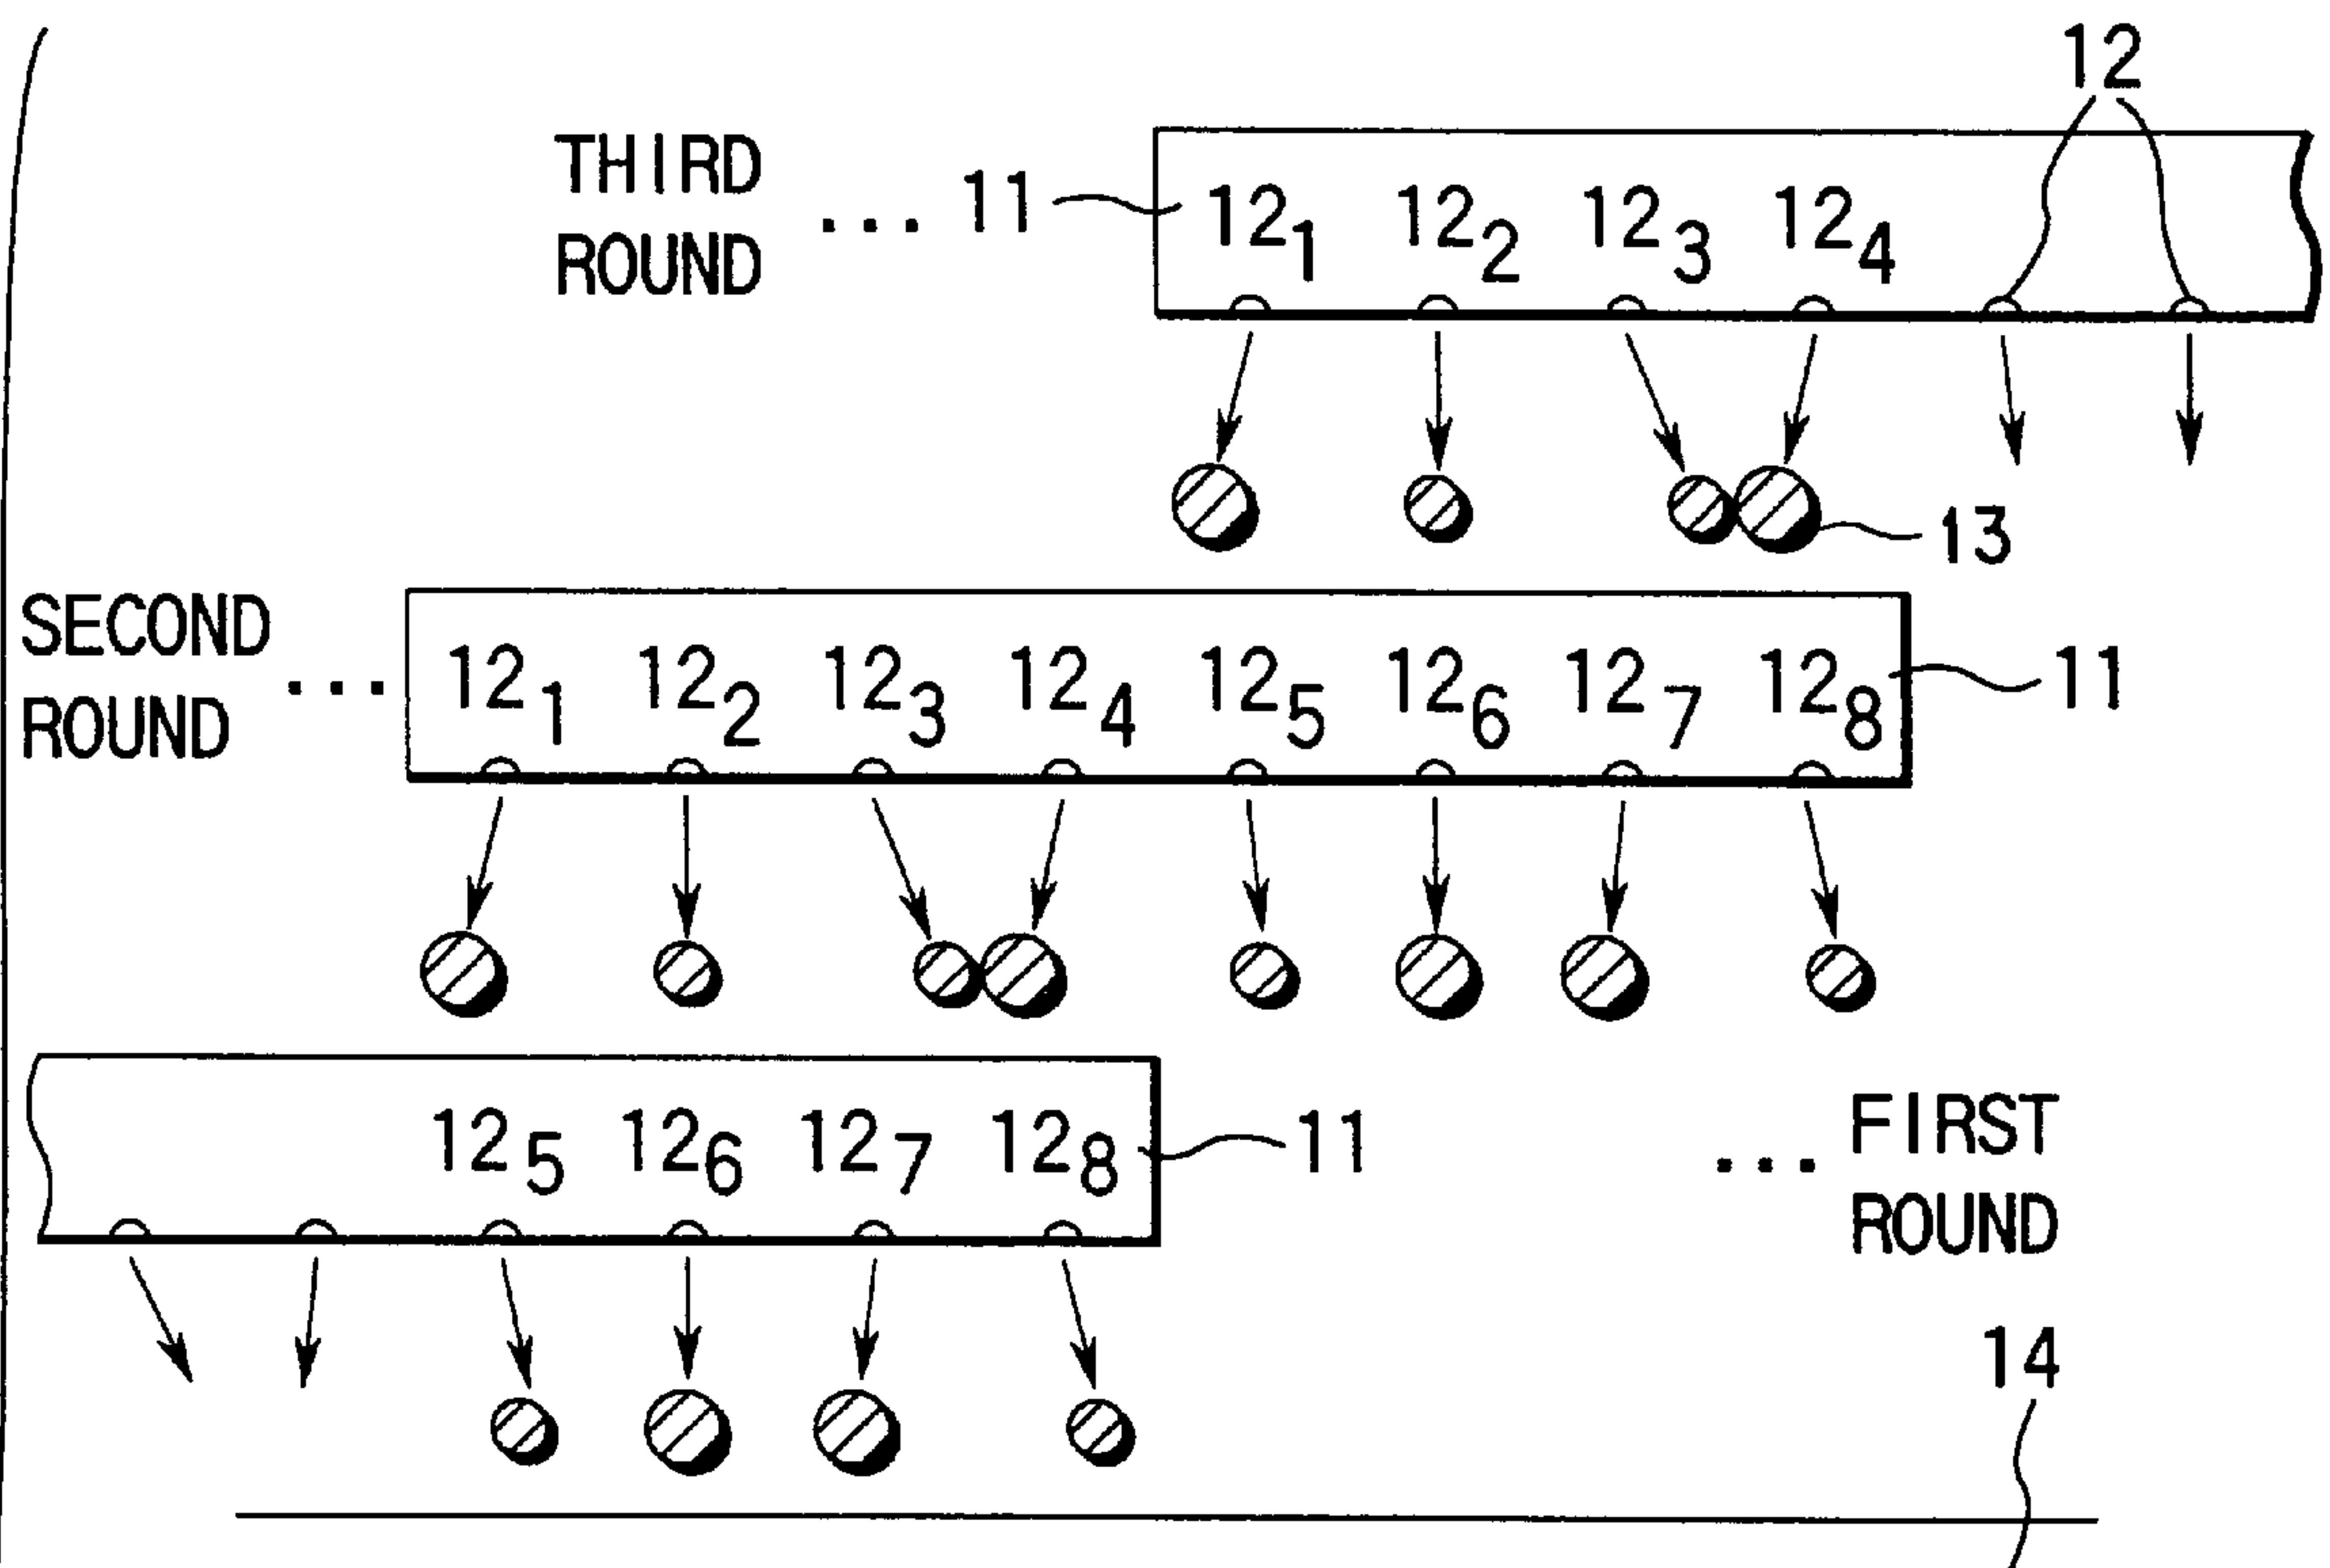 12
THIRD
ROUND ... 11
12₁ 12₂ 12₃ 12₄
13
SECOND
ROUND ...
12₁ 12₂ 12₃ 12₄ 12₅ 12₆ 12₇ 12₈
11
12₅ 12₆ 12₇ 12₈
11
... FIRST
ROUND
14